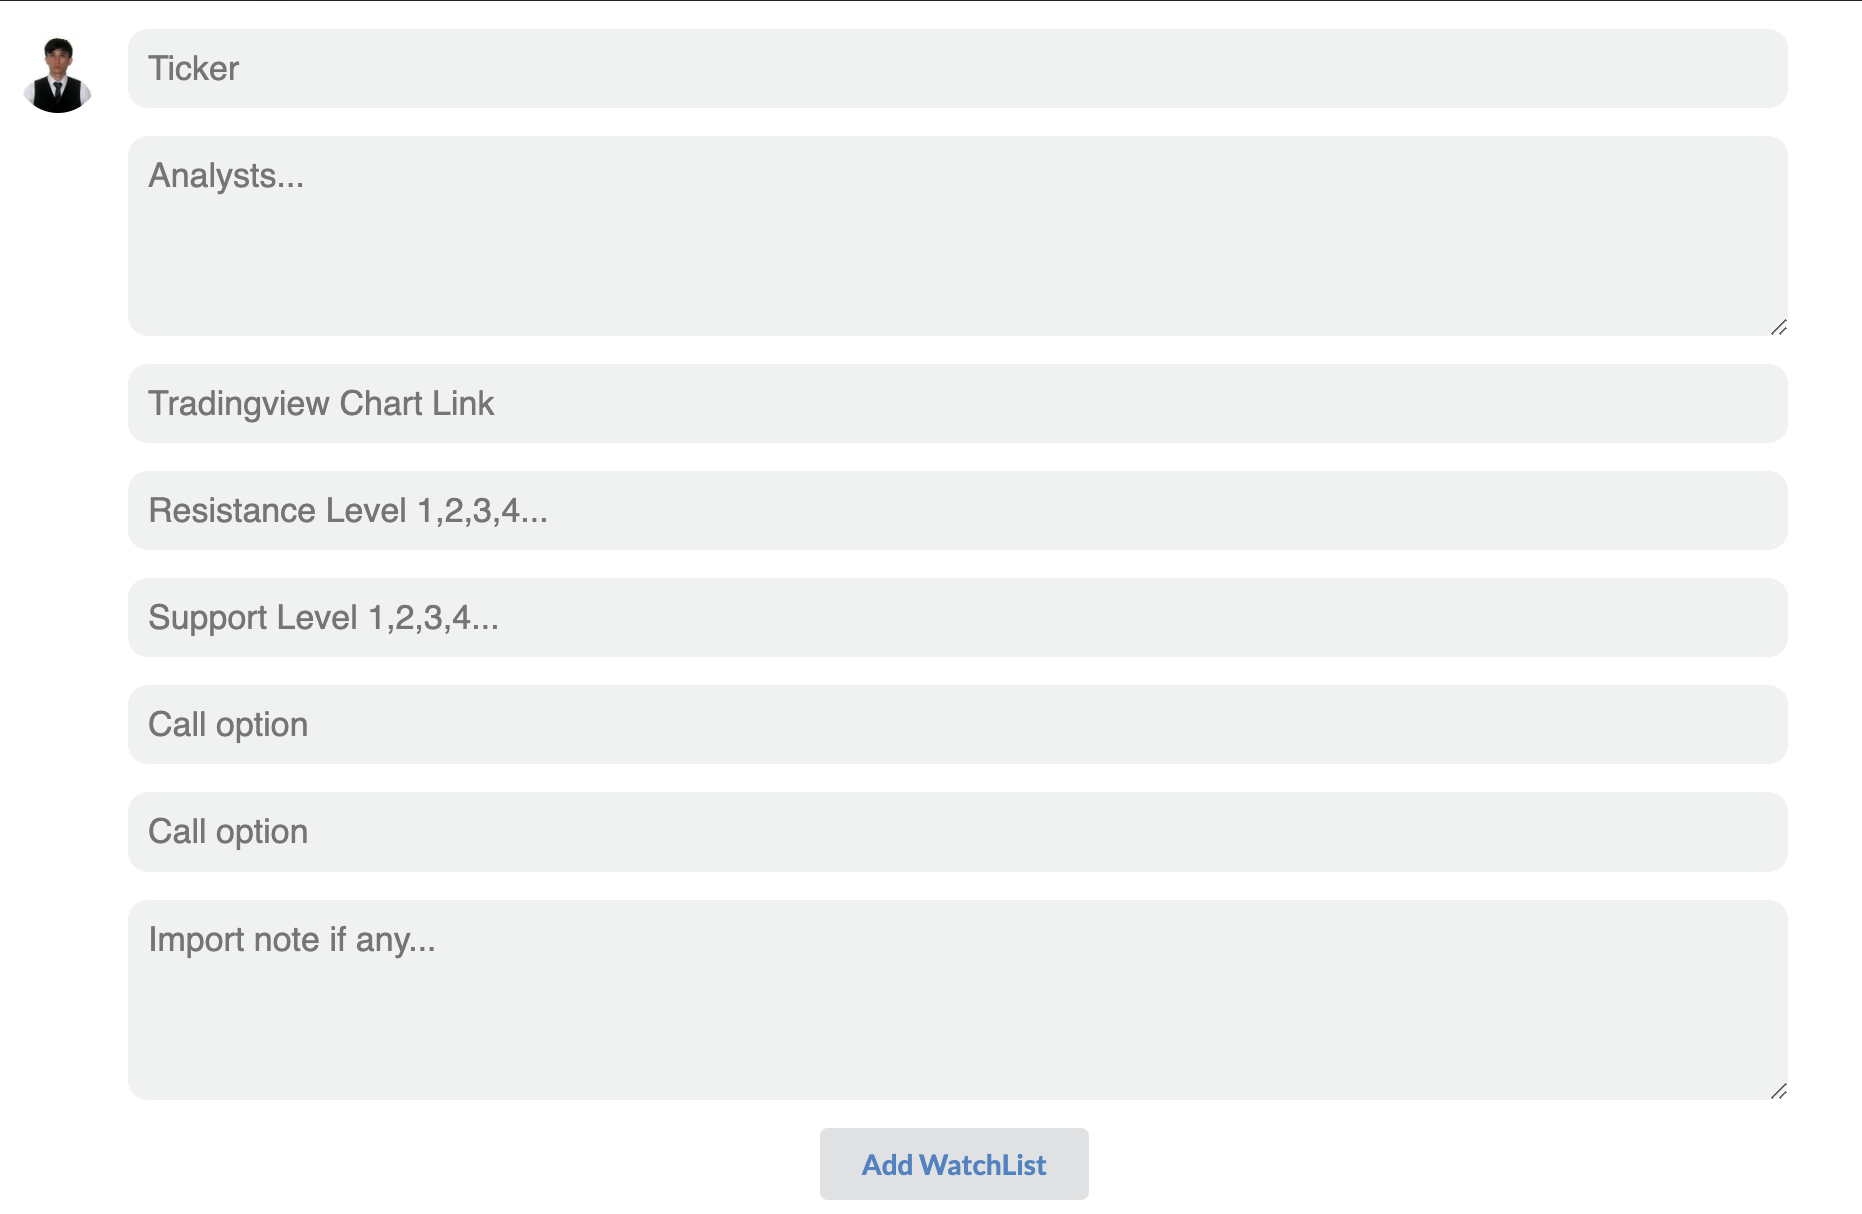 Ticker
Analysts...
Tradingview Chart Link
Resistance Level 1,2,3,4...
Support Level 1,2,3,4...
Call option
Call option
Import note if any...
Add WatchList